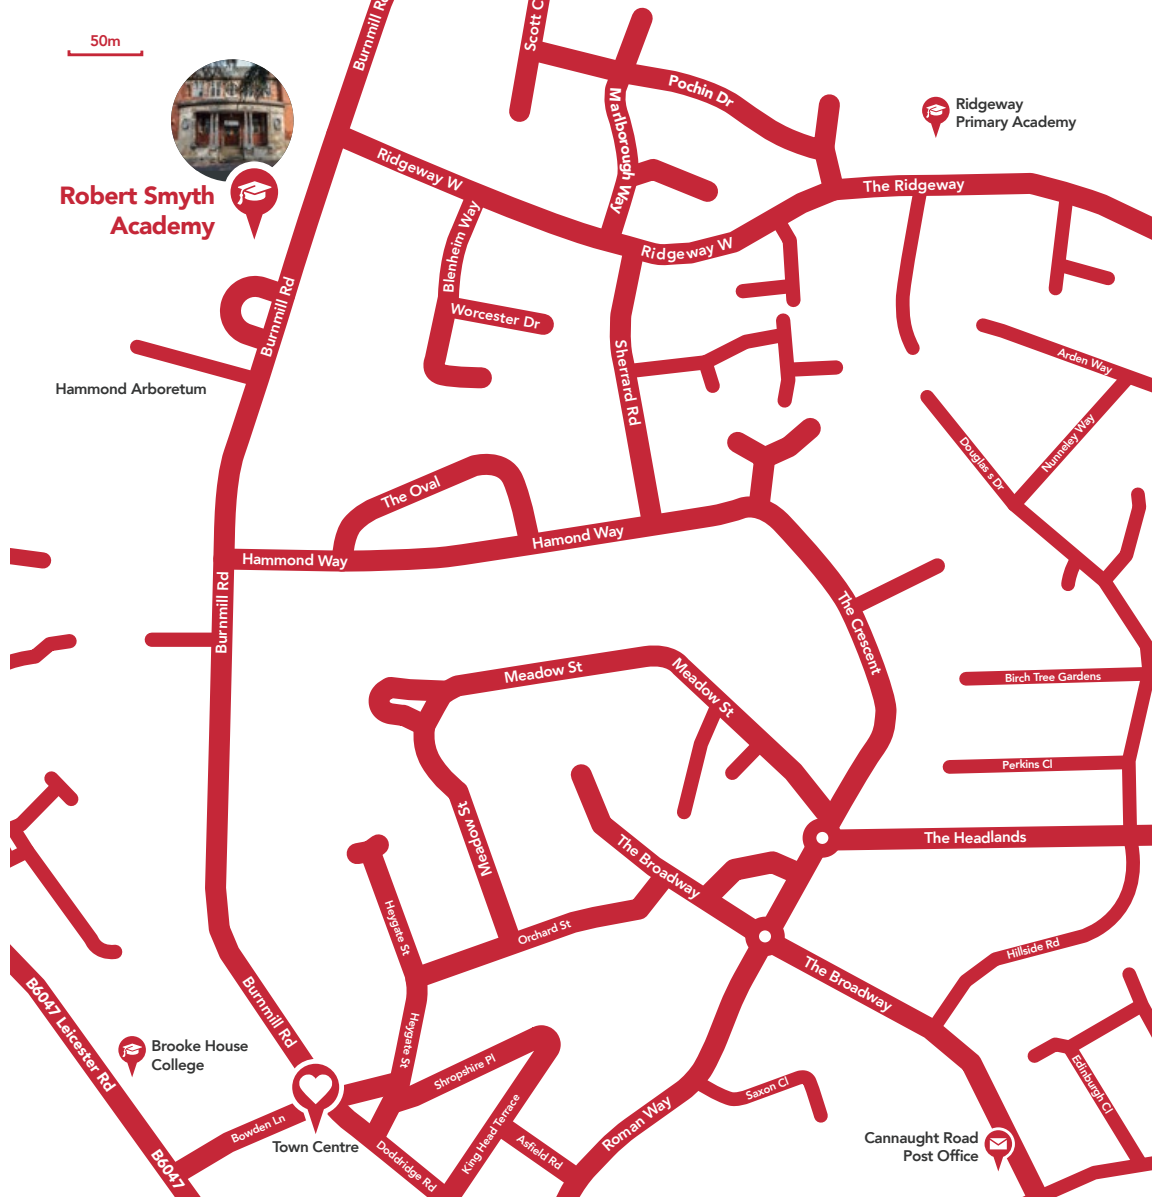 50m
Burnmill Rd
Scott C
Pochin Dr
Marlborough Way
Ridgeway
Primary Academy
Ridgeway W
The Ridgeway
Robert Smyth
Academy
Blenheim Way
Ridgeway W
Worcester Dr
Burnmill Rd
Sherrard Rd
Arden Way
Hammond Arboretum
Nunneley Way
Douglas s Dr
The Oval
Hamond Way
Hammond Way
Burnmill Rd
The Crescent
Meadow St
Meadow St
Birch Tree Gardens
Perkins Cl
Meadow St
The Broadway
The Headlands
Heygate St
Orchard St
Hillside Rd
The Broadway
B6047 Leicester Rd
Burnmill Rd
Heygate St
Brooke House
College
Shropshire Pl
Edinburgh Cl
Saxon Cl
Bowden Ln
Town Centre
King Head Terrace
Roman Way
Asfield Rd
Doddridge Rd
B6047
Cannaught Road
Post Office